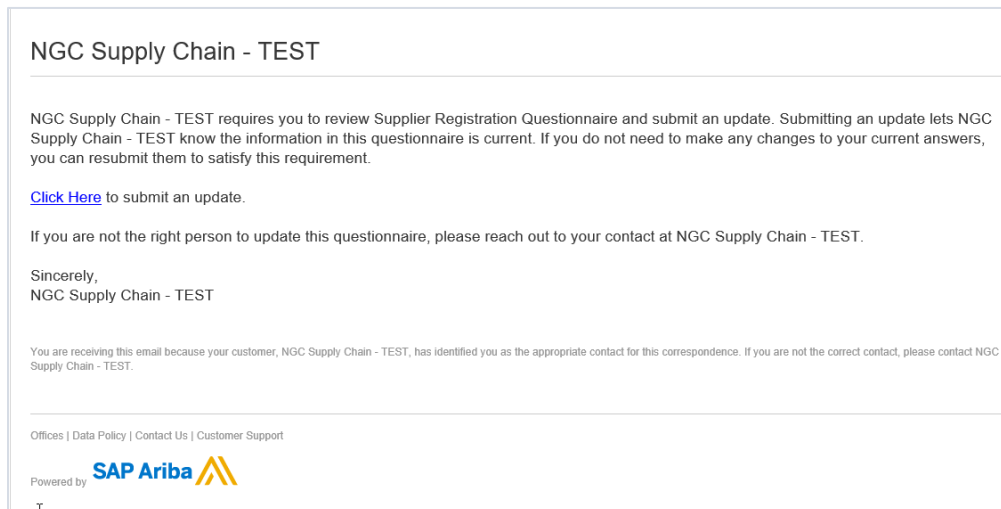 NGC Supply Chain - TEST
NGC Supply Chain - TEST requires you to review Supplier Registration Questionnaire and submit an update. Submitting an update lets NGC
Supply Chain - TEST know the information in this questionnaire is current. If you do not need to make any changes to your current answers,
you can resubmit them to satisfy this requirement.
Click Here to submit an update.
If you are not the right person to update this questionnaire, please reach out to your contact at NGC Supply Chain - TEST.
Sincerely,
NGC Supply Chain - TEST
You are receiving this email because your customer, NGC Supply Chain - TEST, has identified you as the appropriate contact for this correspondence. If you are not the correct contact, please contact NGC
Supply Chain - TEST.
Offices | Data Policy | Contact Us | Customer Support
Powered by SAP Ariba